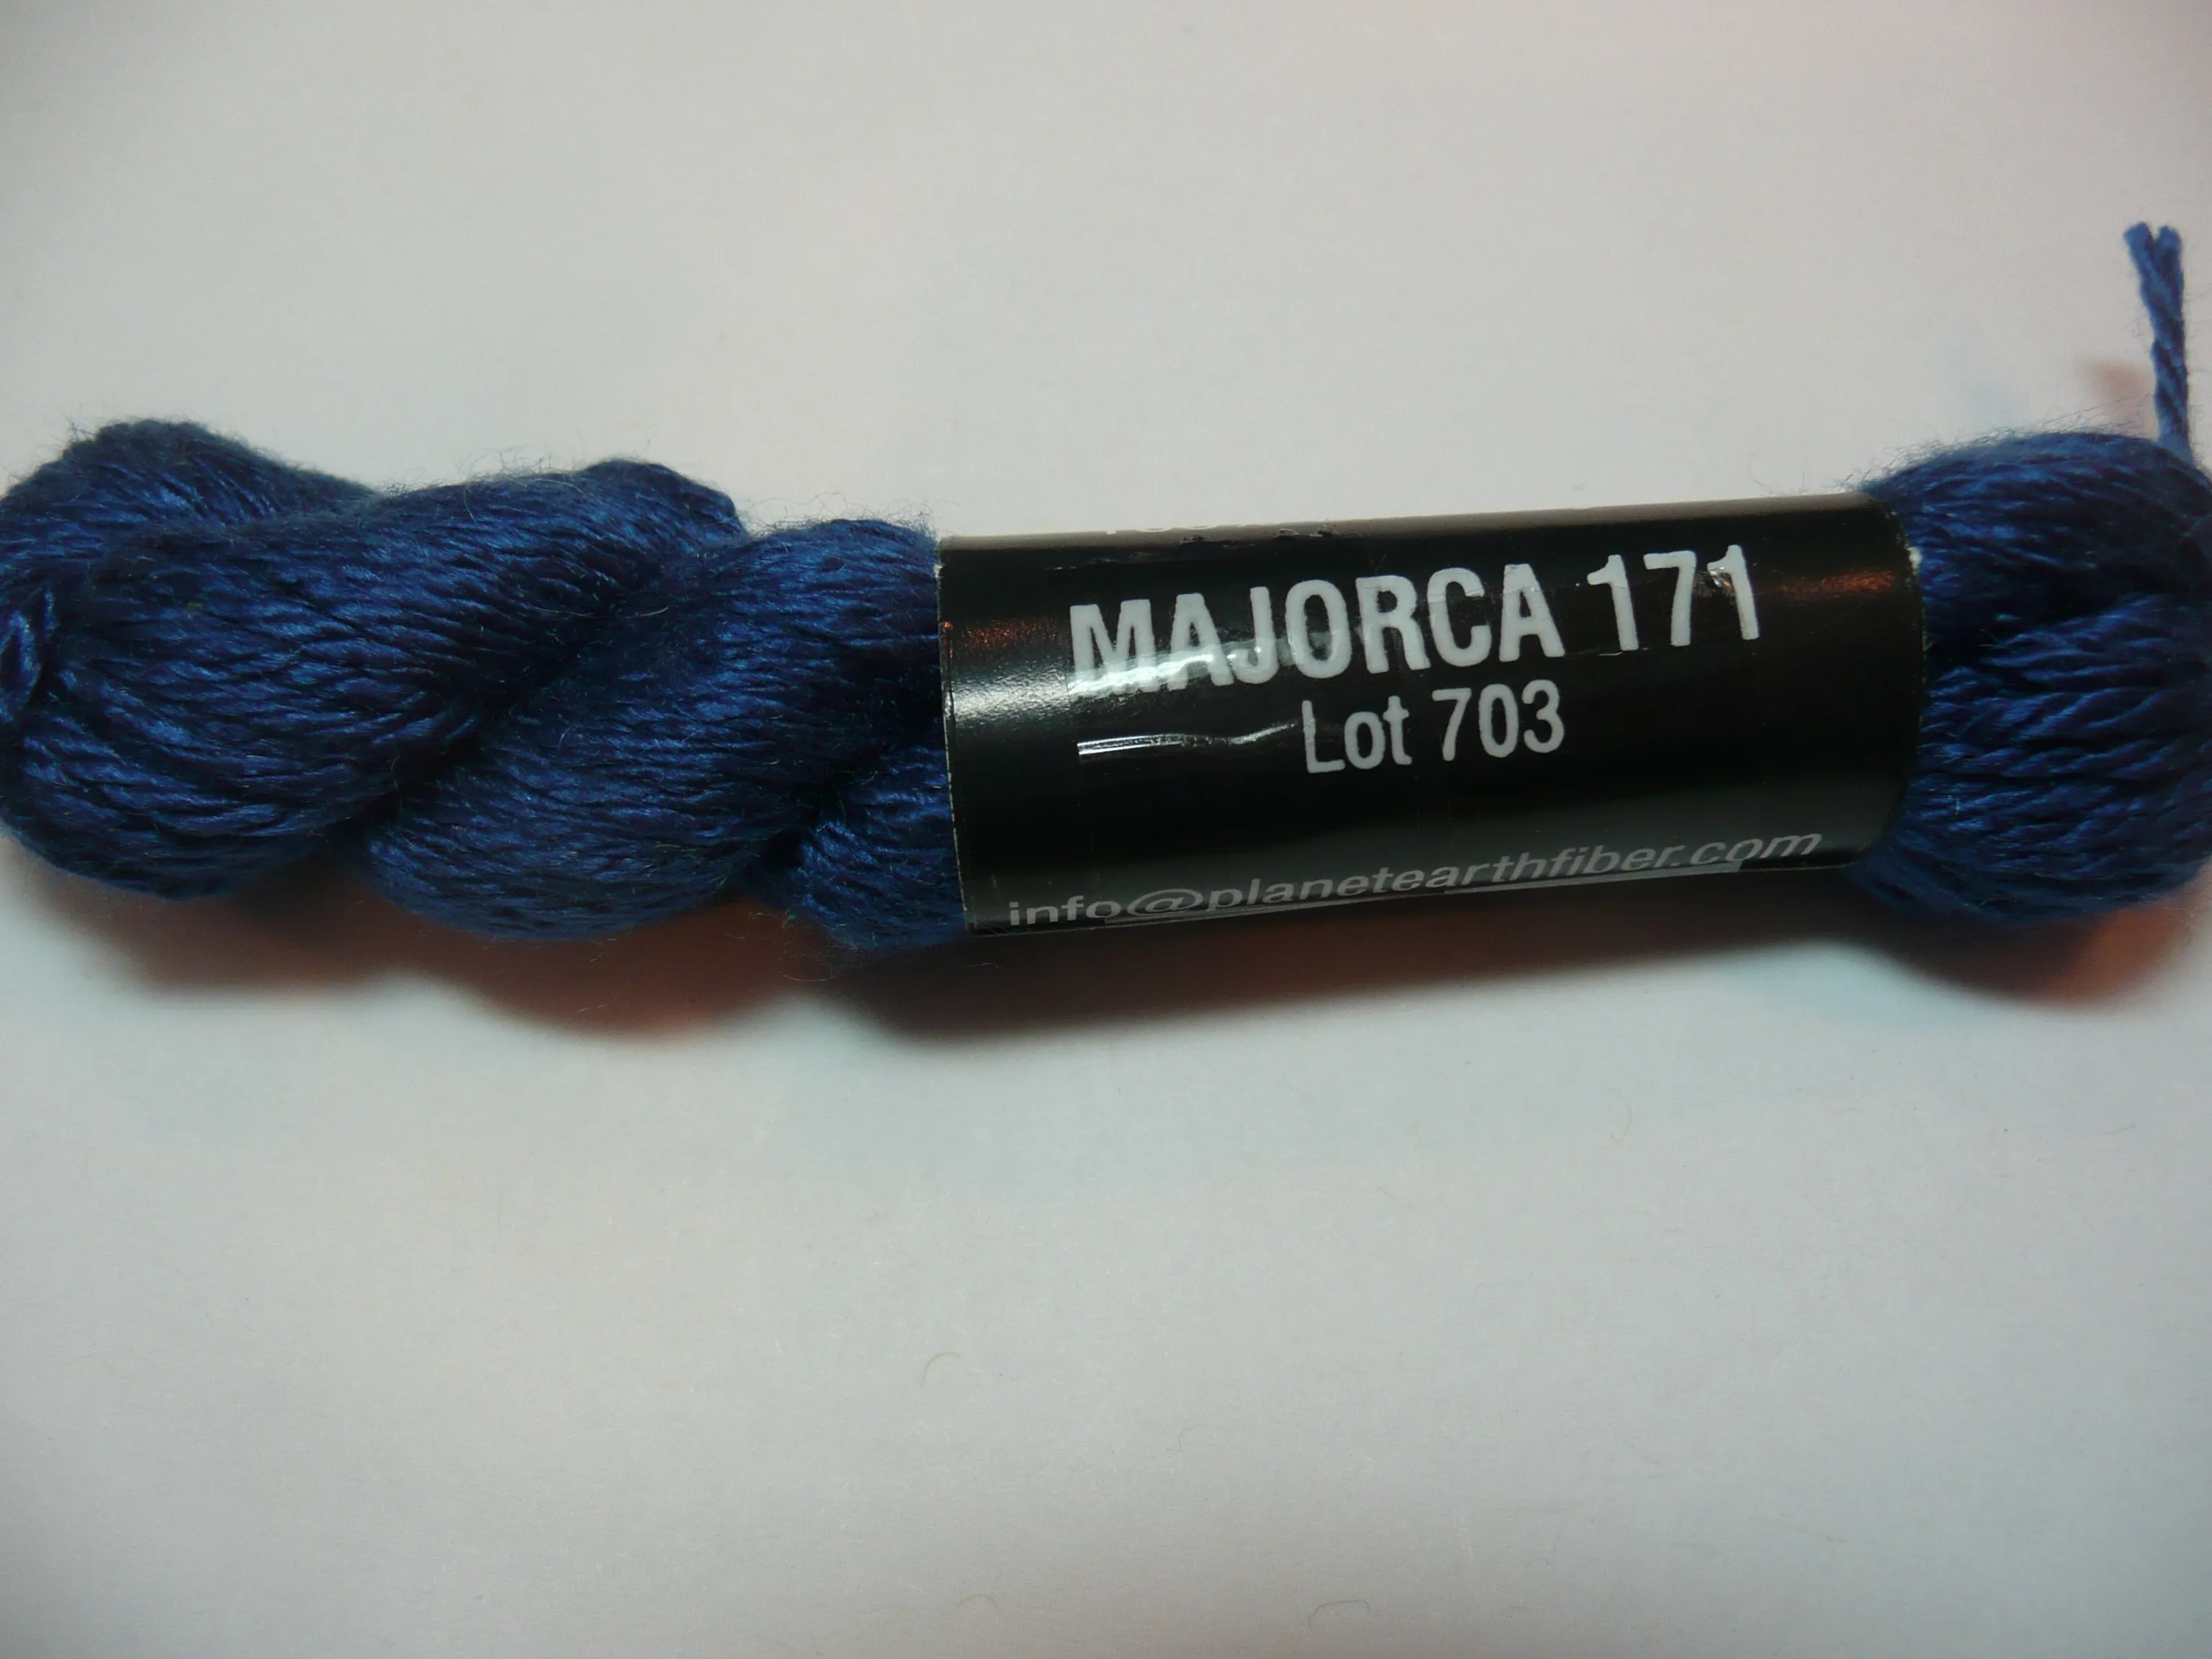 MAJORCA 171
Lot 703
info@planetearthfiber.com